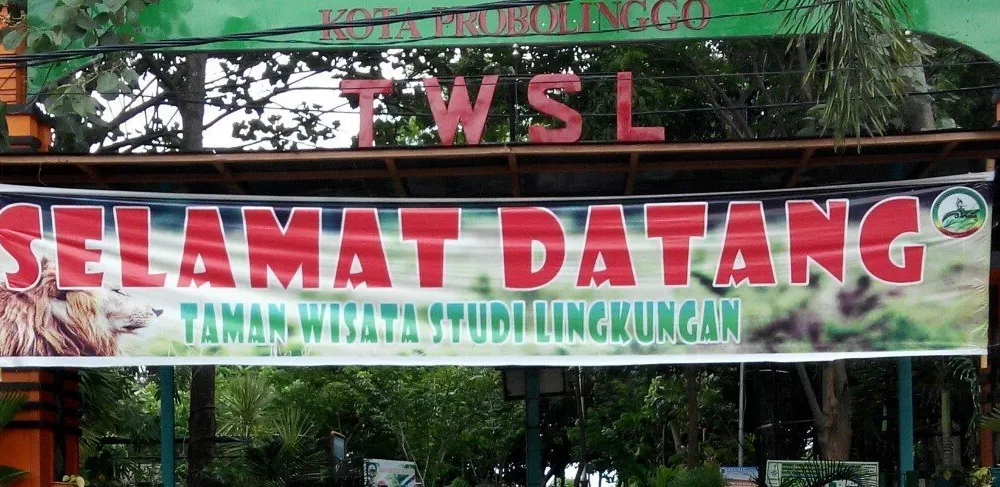 KOTA PROBOLINGGO
TWSL
SELAMAT DATANG
TAMAN WISATA STUDI LINGKUNGAN